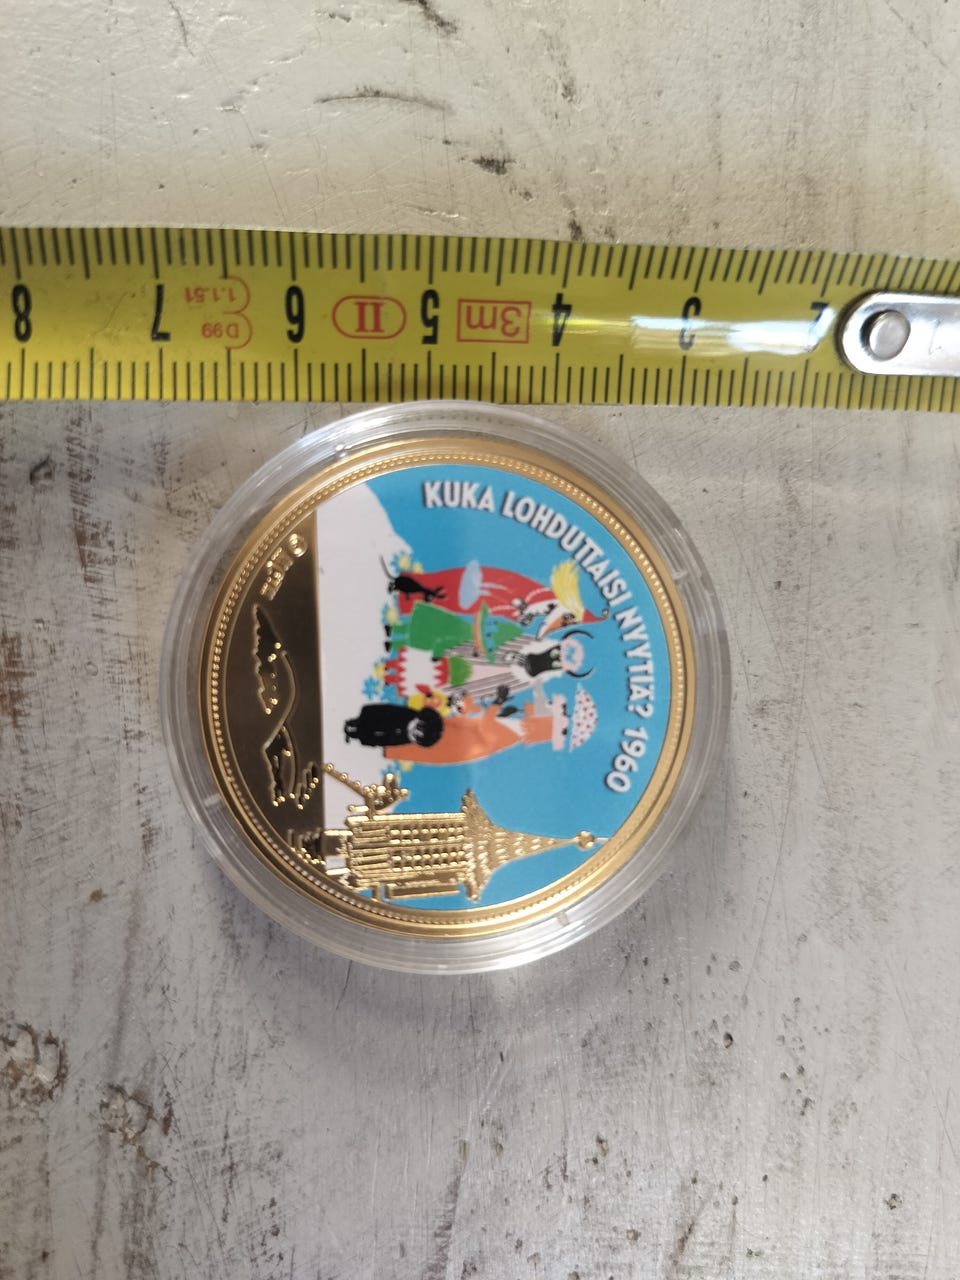 8 7 6 5 4 3 2
1.1.51
D99
II
3m
KUKA LOHDUTTAISI NYYTIÄ? 1960